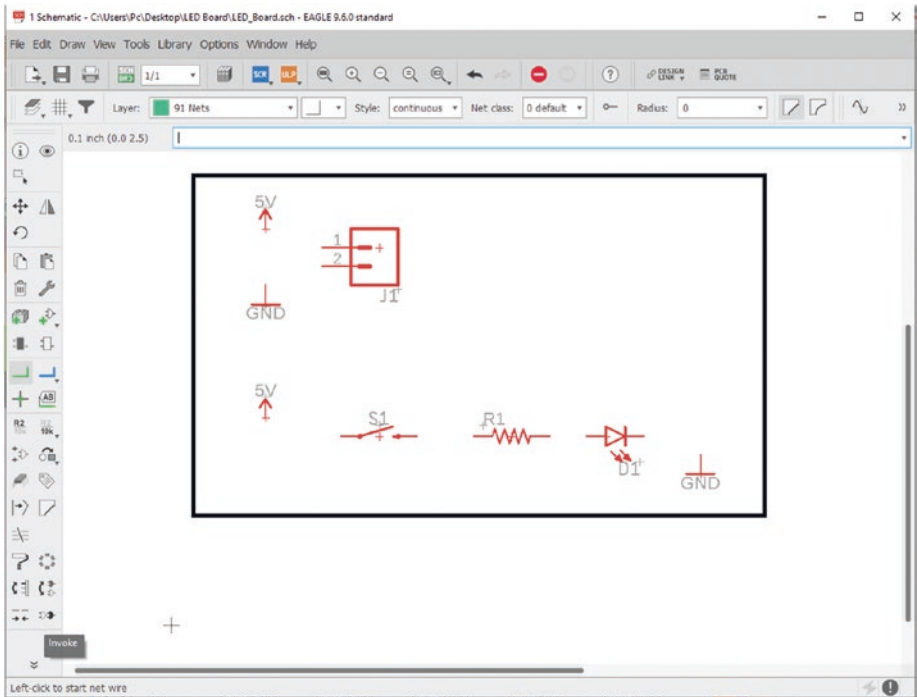 1 Schematic - C:\Users\Pc\Desktop\LED Board\LED_Board.sch - EAGLE 9.6.0 standard
File Edit Draw View Tools Library Options Window Help
1/1 SCR ULP ? DESIGN LINK PCB QUOTE
Layer: 91 Nets Style: continuous Net class: 0 default Radius: 0 »
0.1 inch (0.0 2.5)
5V
1
2
J1
GND
5V
S1 R1
D1
GND
AB
R2
10k
Invoke
Left-click to start net wire